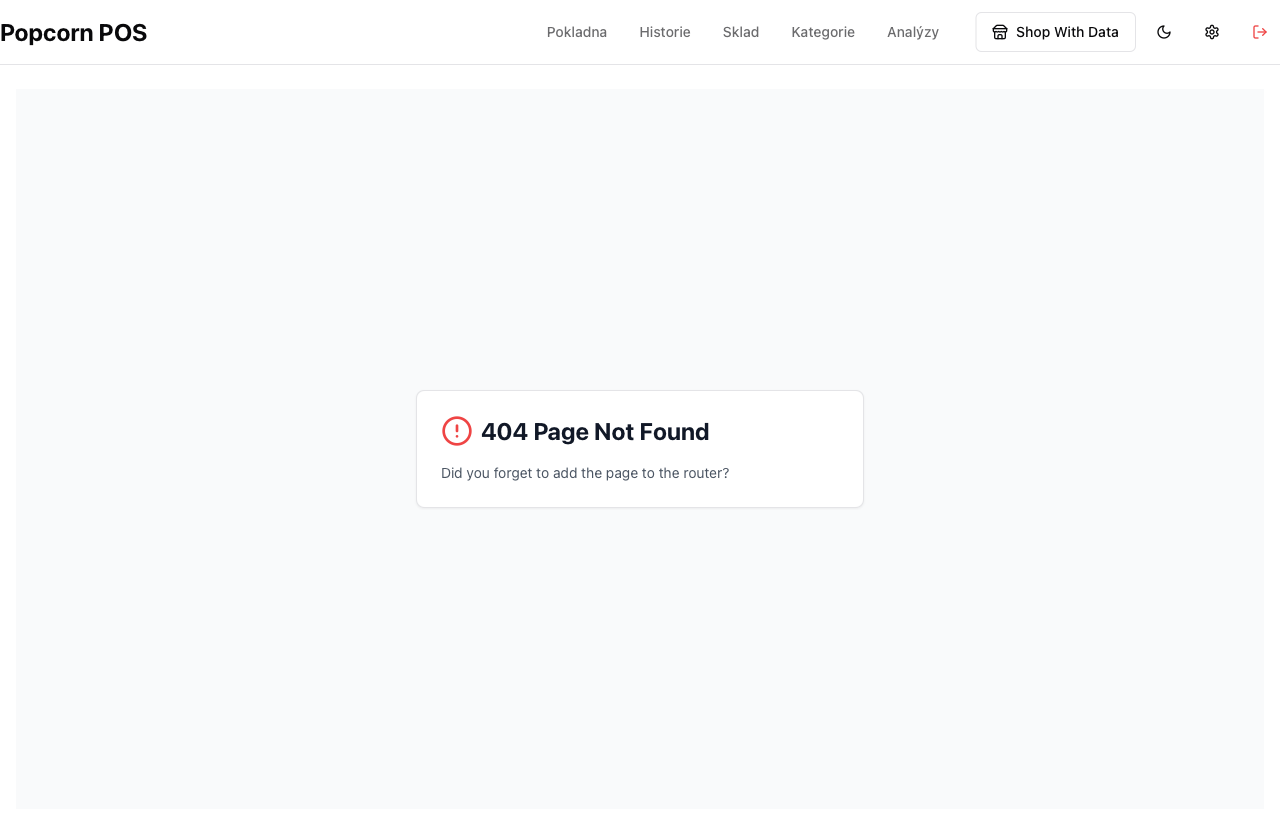 Popcorn POS
Pokladna Historie Sklad Kategorie Analýzy Shop With Data
404 Page Not Found
Did you forget to add the page to the router?